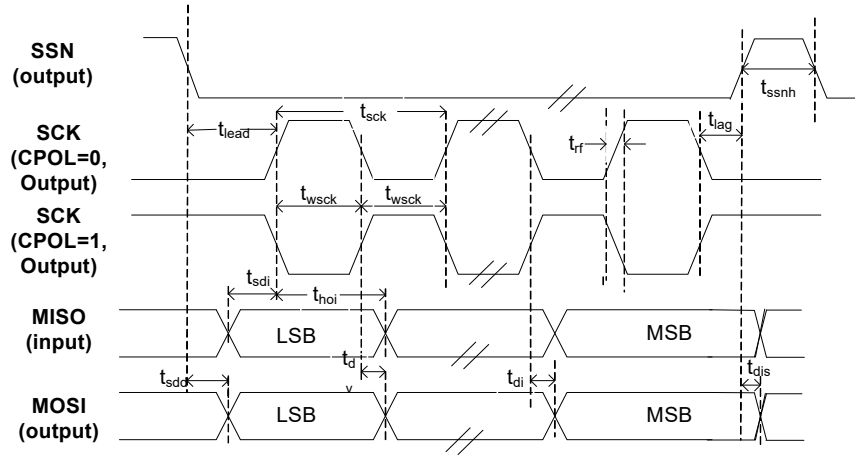 SSN
(output)
tssnh
tsck
tlead
tlag
SCK
(CPOL=0,
Output)
trf
twsck
twsck
SCK
(CPOL=1,
Output)
tsdi
thoi
MISO
(input)
LSB
MSB
td
v
tsdd
tdi
tdis
MOSI
(output)
LSB
MSB